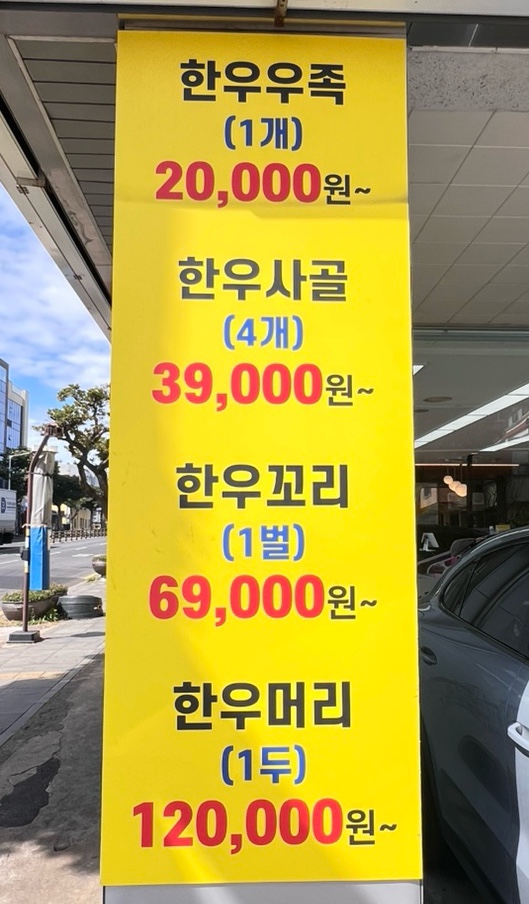 한우우족
(1개)
20,000원~
한우사골
(4개)
39,000원~
한우꼬리
(1벌)
69,000원~
한우머리
(1두)
120,000원~